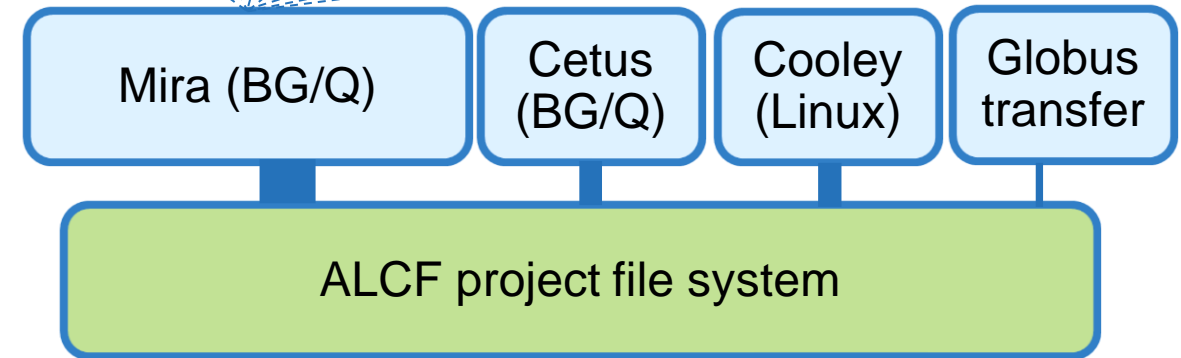 Mira (BG/Q)
Cetus
(BG/Q)
Cooley
(Linux)
Globus
transfer
ALCF project file system